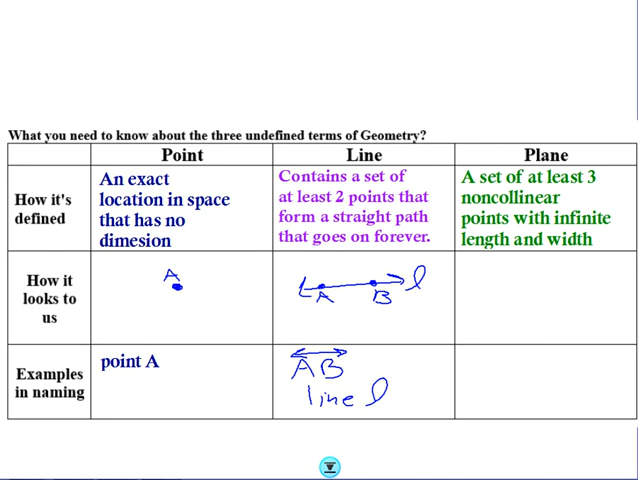 What you need to know about the three undefined terms of Geometry?
Point
Line
Plane
How it's
defined
An exact
location in space
that has no
dimesion
Contains a set of
at least 2 points that
form a straight path
that goes on forever.
A set of at least 3
noncollinear
points with infinite
length and width
How it
looks to
us
A
A B l
Examples
in naming
point A
AB
line l